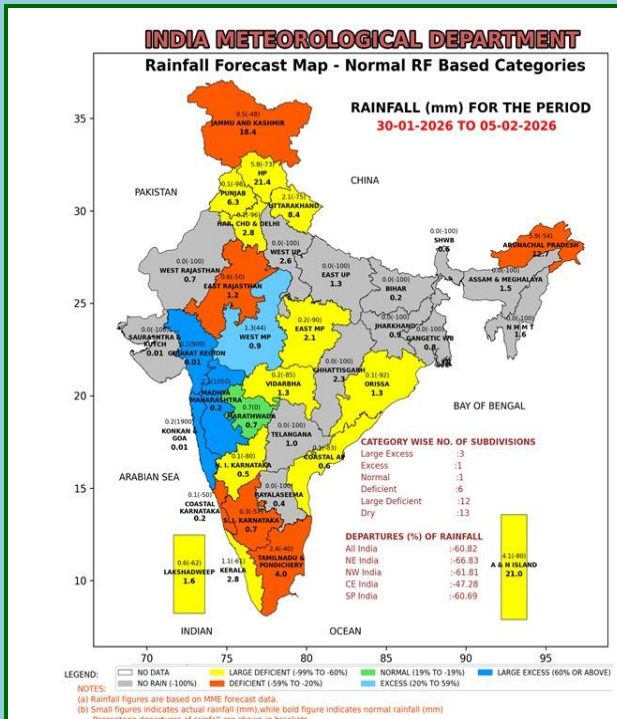 INDIA METEOROLOGICAL DEPARTMENT
Rainfall Forecast Map - Normal RF Based Categories
RAINFALL (mm) FOR THE PERIOD
30-01-2026 TO 05-02-2026
9.5(-48)
JAMMU AND KASHMIR
18.4
5.8(-73)
HP
21.4
CHINA
PAKISTAN
0.1(-98)
PUNJAB
6.3
2.1(-75)
UTTARAKHAND
8.4
(-96)
HAR. CHD & DELHI
2.8
0.0(-100)
WEST UP
2.6
0.0(-100)
SHWB
0.6
(-54)
ARUNACHAL PRADESH
12.7
0.0(-100)
WEST RAJASTHAN
0.7
0.6(-50)
EAST RAJASTHAN
1.2
0.0(-100)
EAST UP
1.3
0.0(-100)
BIHAR
0.2
0.0(-100)
ASSAM & MEGHALAYA
1.5
0.0(-100)
SAURASHTRA &
KUTCH
0.01
0.1(900)
GUJARAT REGION
0.01
1.3(44)
WEST MP
0.9
0.2(-90)
EAST MP
2.1
0.0(-100)
JHARKHAND
0.9
0.0(-100)
GANGETIC WB
0.8
0.0(-100)
N M M T
1.6
(1050)
MADHYA
MAHARASHTRA
0.2
0.2(-85)
VIDARBHA
1.3
0.0(-100)
CHHATTISGARH
2.3
0.1(-92)
ORISSA
1.3
0.7(0)
MARATHWADA
0.7
0.2(1900)
KONKAN &
GOA
0.01
0.0(-100)
TELANGANA
1.0
BAY OF BENGAL
0.1(-83)
COASTAL AP
0.6
0.1(-80)
N. I. KARNATAKA
0.5
ARABIAN SEA
0.0(-100)
RAYALASEEMA
0.4
0.1(-50)
COASTAL
KARNATAKA
0.2
S.I. KARNATAKA
0.7
2.4(-40)
TAMILNADU &
PONDICHERY
4.0
1.1(-61)
KERALA
2.8
0.6(-62)
LAKSHADWEEP
1.6
4.1(-80)
A & N ISLAND
21.0
CATEGORY WISE NO. OF SUBDIVISIONS
Large Excess :3
Excess :1
Normal :1
Deficient :6
Large Deficient :12
Dry :13
DEPARTURES (%) OF RAINFALL
All India :-60.82
NE India :-66.83
NW India :-61.81
CE India :-47.28
SP India :-60.69
INDIAN OCEAN
35
30
25
20
15
10
70 75 80 85 90 95
LEGEND:
NO DATA
NO RAIN (-100%)
LARGE DEFICIENT (-99% TO -60%)
DEFICIENT (-59% TO -20%)
NORMAL (19% TO -19%)
EXCESS (20% TO 59%)
LARGE EXCESS (60% OR ABOVE)
NOTES:
(a) Rainfall figures are based on MME forecast data.
(b) Small figures indicates actual rainfall (mm),while bold figure indicates normal rainfall (mm)
Percentage departures of rainfall are shown in brackets